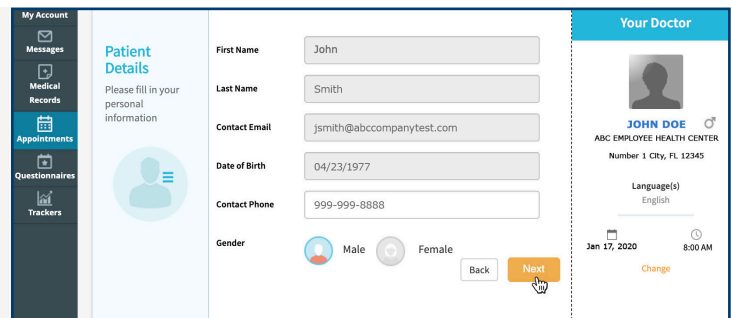 My Account
Messages
Medical
Records
Appointments
Questionnaires
Trackers
Patient
Details
Please fill in your
personal
information
First Name
John
Last Name
Smith
Contact Email
jsmith@abccompanytest.com
Date of Birth
04/23/1977
Contact Phone
999-999-8888
Gender
Male
Female
Back
Next
Your Doctor
JOHN DOE
ABC EMPLOYEE HEALTH CENTER
Number 1 City, FL 12345
Language(s)
English
Jan 17, 2020
8:00 AM
Change